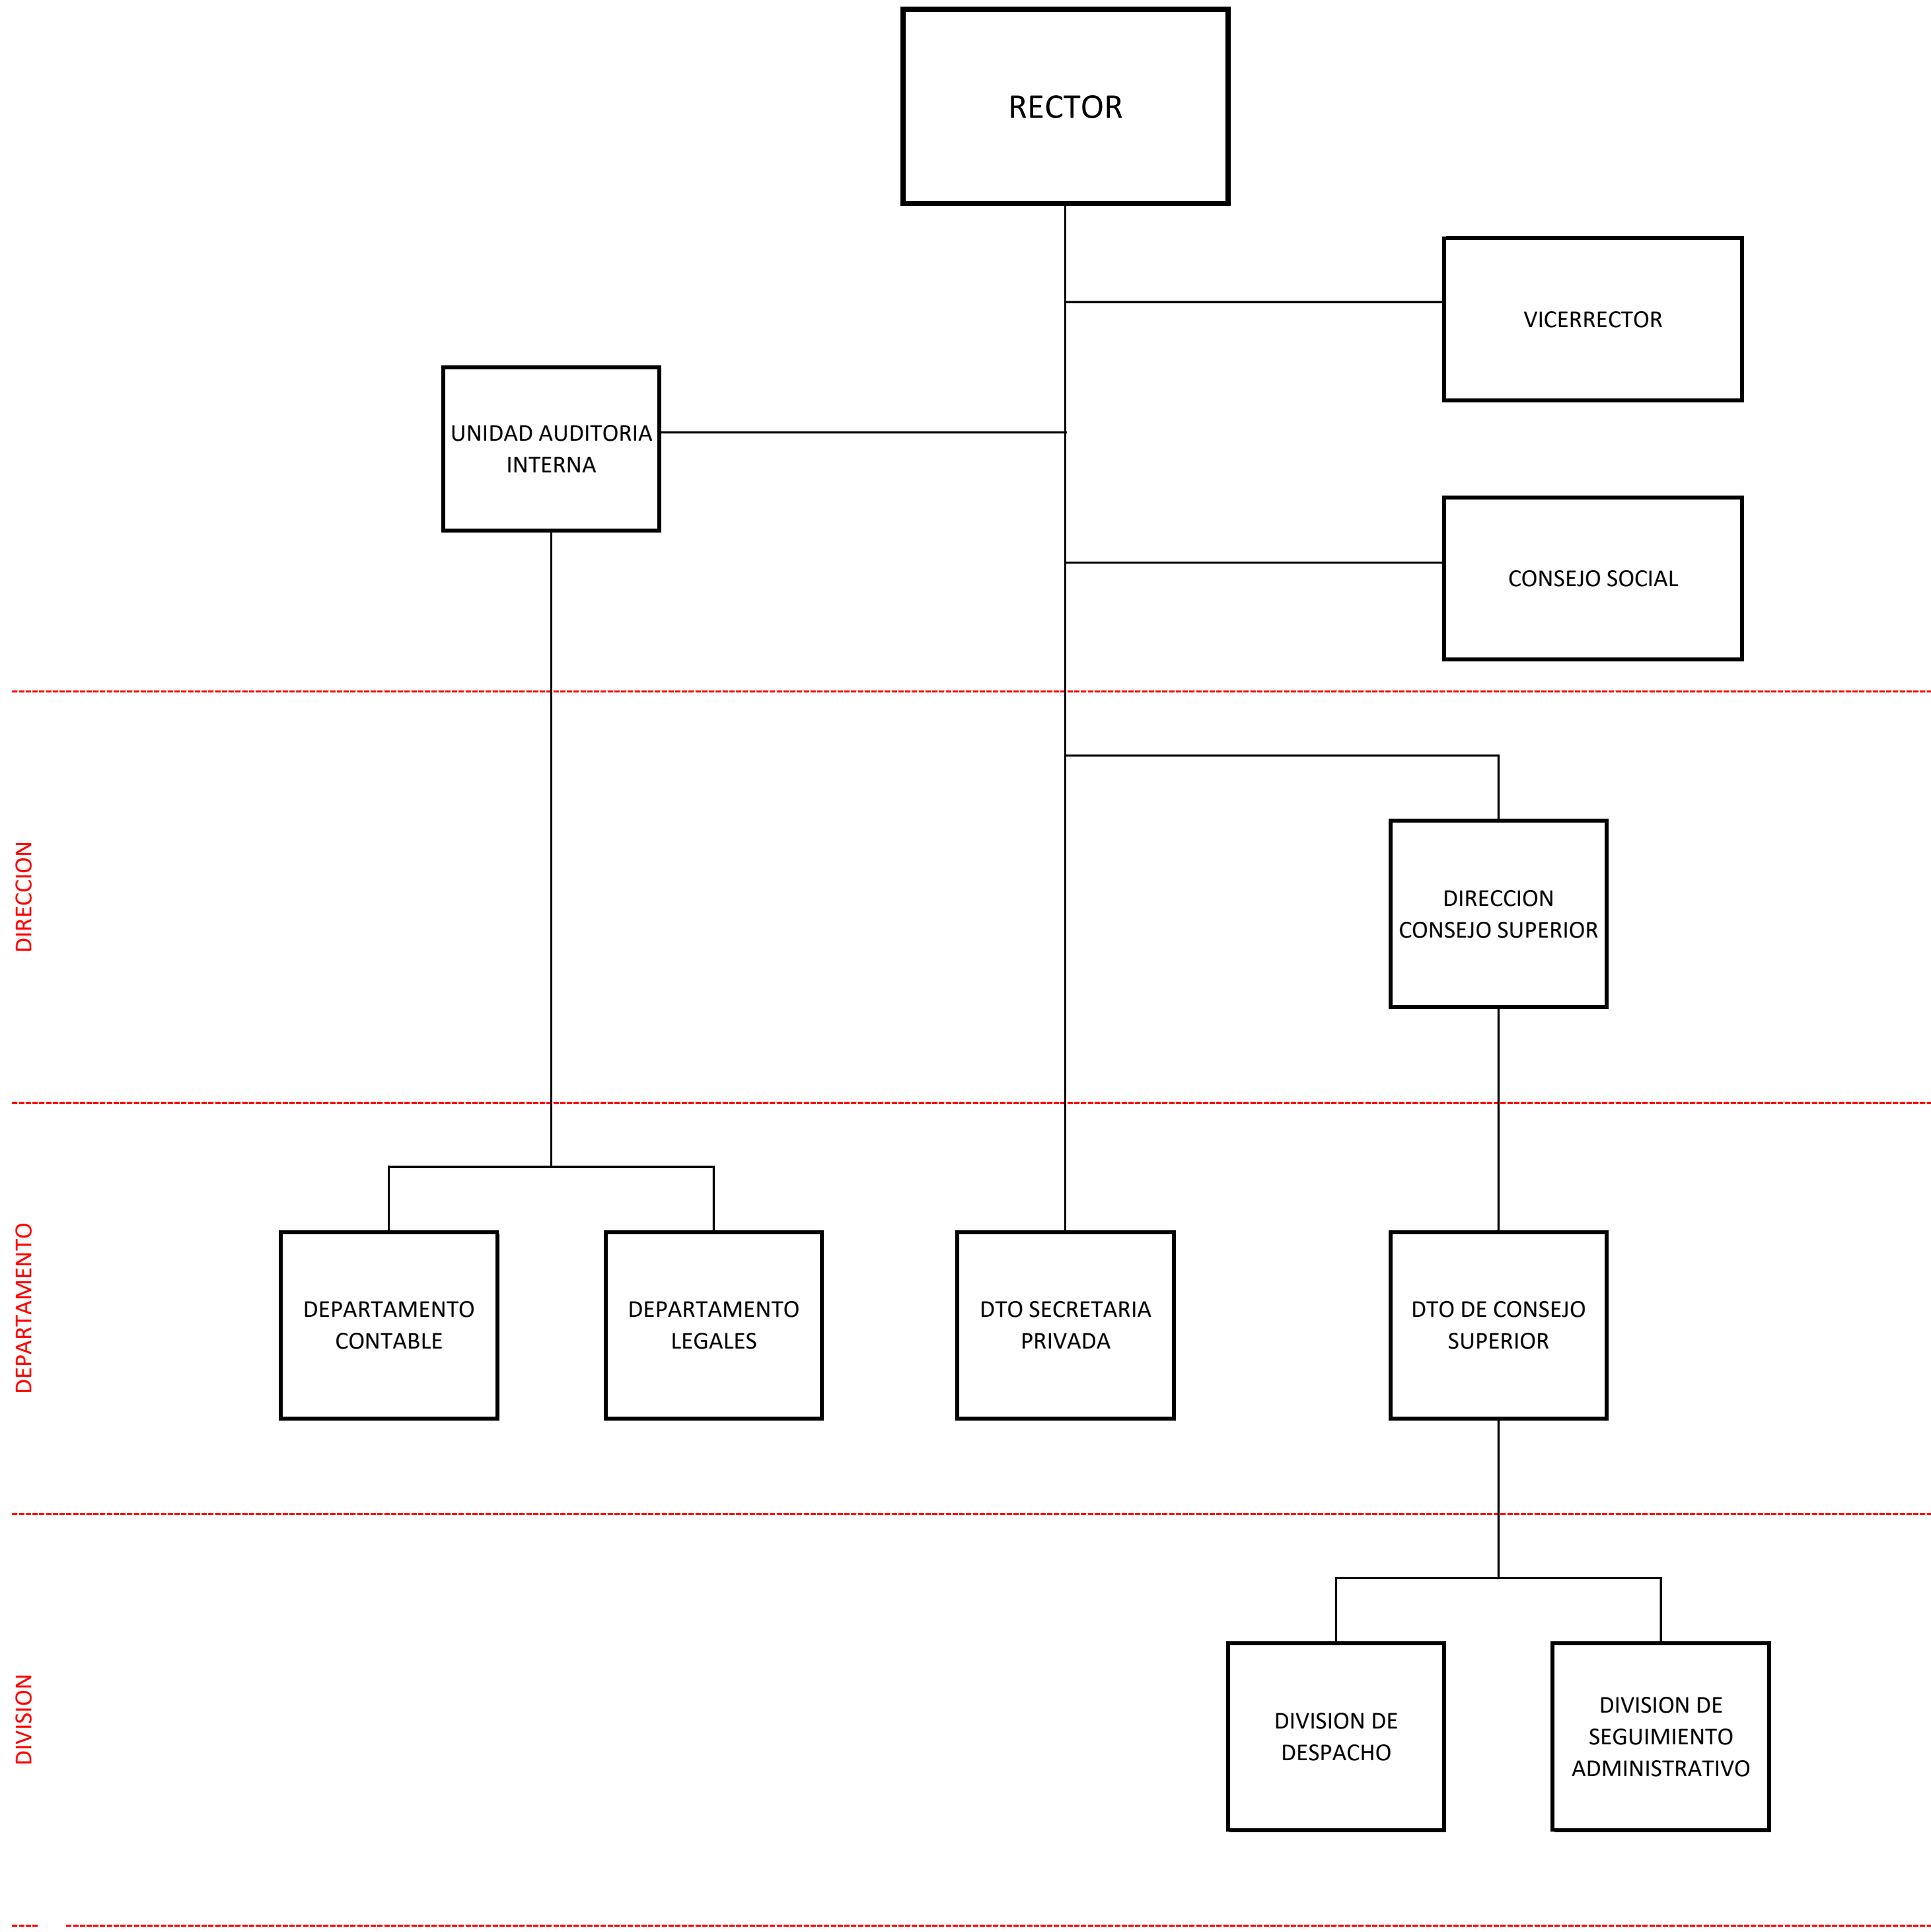 RECTOR
VICERRECTOR
UNIDAD AUDITORIA
INTERNA
CONSEJO SOCIAL
DIRECCION
DIRECCION
CONSEJO SUPERIOR
DEPARTAMENTO
DEPARTAMENTO
CONTABLE
DEPARTAMENTO
LEGALES
DTO SECRETARIA
PRIVADA
DTO DE CONSEJO
SUPERIOR
DIVISION
DIVISION DE
DESPACHO
DIVISION DE
SEGUIMIENTO
ADMINISTRATIVO